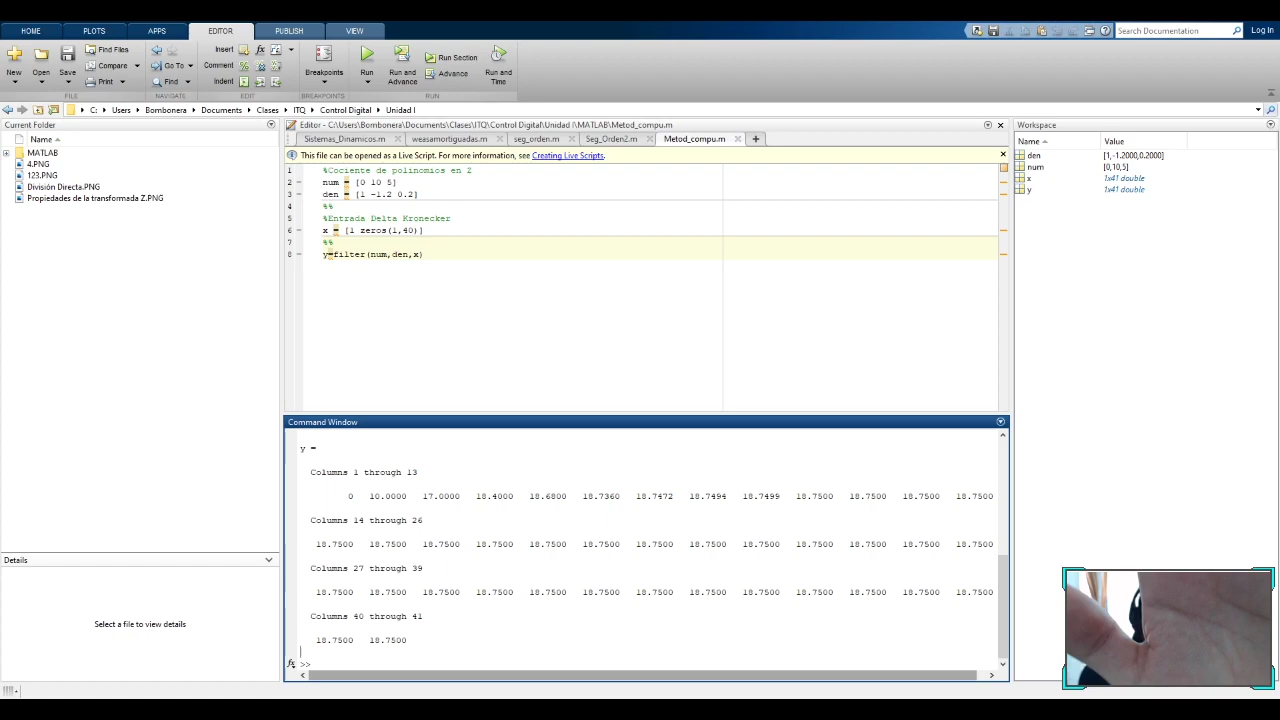 HOME
PLOTS
APPS
EDITOR
PUBLISH
VIEW
Search Documentation
Log In
New
Open
Save
Find Files
Compare
Print
Go To
Find
Insert
Comment
Indent
fx
Breakpoints
Run
Run and
Advance
Run Section
Advance
Run and
Time
FILE
NAVIGATE
EDIT
BREAKPOINTS
RUN
C: Users Bombonera Documents Clases ITQ Control Digital Unidad I
Current Folder
Name
MATLAB
4.PNG
123.PNG
División Directa.PNG
Propiedades de la transformada Z.PNG
Details
Select a file to view details
Editor - C:\Users\Bombonera\Documents\Clases\ITQ\Control Digital\Unidad I\MATLAB\Metod_compu.m
Sistemas_Dinamicos.m
weasamortiguadas.m
seg_orden.m
Seg_Orden2.m
Metod_compu.m
This file can be opened as a Live Script. For more information, see Creating Live Scripts.
1 %Cociente de polinomios en Z
2 – num = [0 10 5]
3 – den = [1 -1.2 0.2]
4 %%
5 %Entrada Delta Kronecker
6 – x = [1 zeros(1,40)]
7 %%
8 – y=filter(num,den,x)
Command Window
y =
Columns 1 through 13
0 10.0000 17.0000 18.4000 18.6800 18.7360 18.7472 18.7494 18.7499 18.7500 18.7500 18.7500 18.7500
Columns 14 through 26
18.7500 18.7500 18.7500 18.7500 18.7500 18.7500 18.7500 18.7500 18.7500 18.7500 18.7500 18.7500 18.7500
Columns 27 through 39
18.7500 18.7500 18.7500 18.7500 18.7500 18.7500 18.7500 18.7500 18.7500 18.7500 18.7500 18.7500 18.7500
Columns 40 through 41
18.7500 18.7500
fx >>
Workspace
Name Value
den [1,-1.2000,0.2000]
num [0,10,5]
x 1x41 double
y 1x41 double